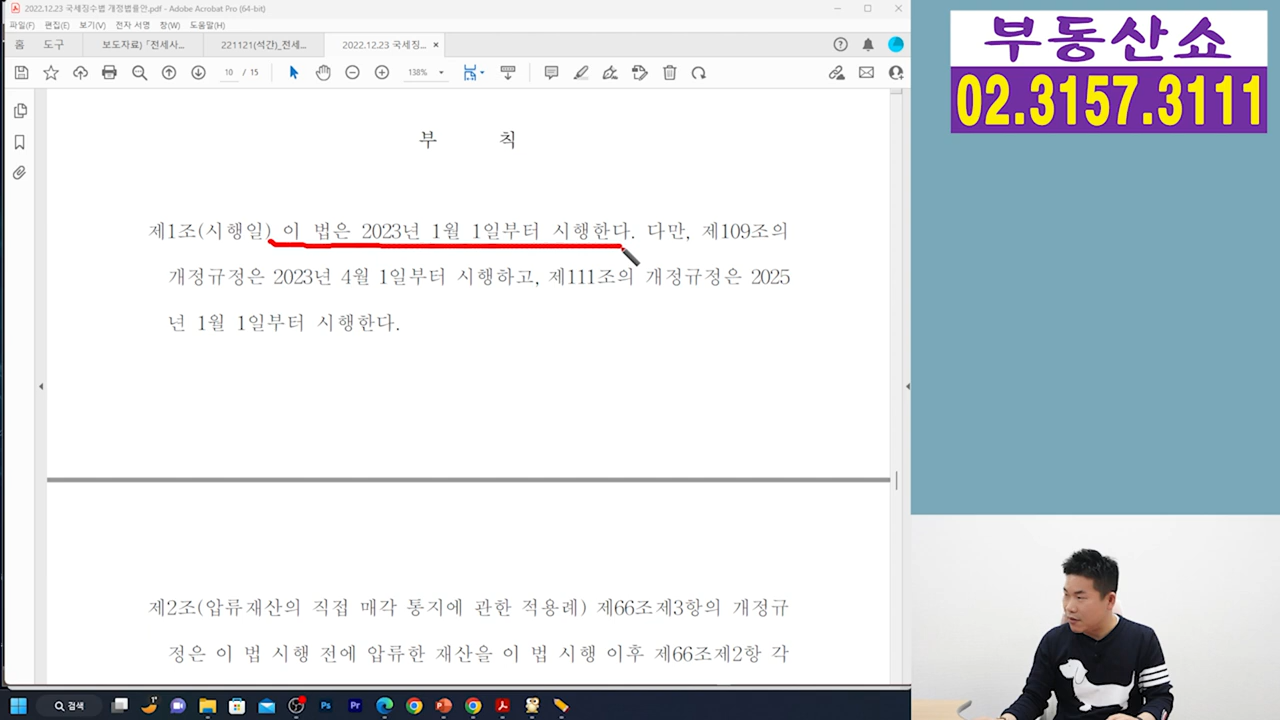 2022.12.23 국세징수법 개정법률안.pdf - Adobe Acrobat Pro (64-bit)
파일(F) 편집(E) 보기(V) 전자 서명 창(W) 도움말(H)
홈 도구 보도자료) 「전세사... 221121(석간)_전세... 2022.12.23 국세징... ×
10 / 15 138%
부 칙
제1조(시행일) 이 법은 2023년 1월 1일부터 시행한다. 다만, 제109조의
개정규정은 2023년 4월 1일부터 시행하고, 제111조의 개정규정은 2025
년 1월 1일부터 시행한다.
제2조(압류재산의 직접 매각 통지에 관한 적용례) 제66조제3항의 개정규
정은 이 법 시행 전에 압류한 재산을 이 법 시행 이후 제66조제2항 각
검색
부동산쇼
02.3157.3111